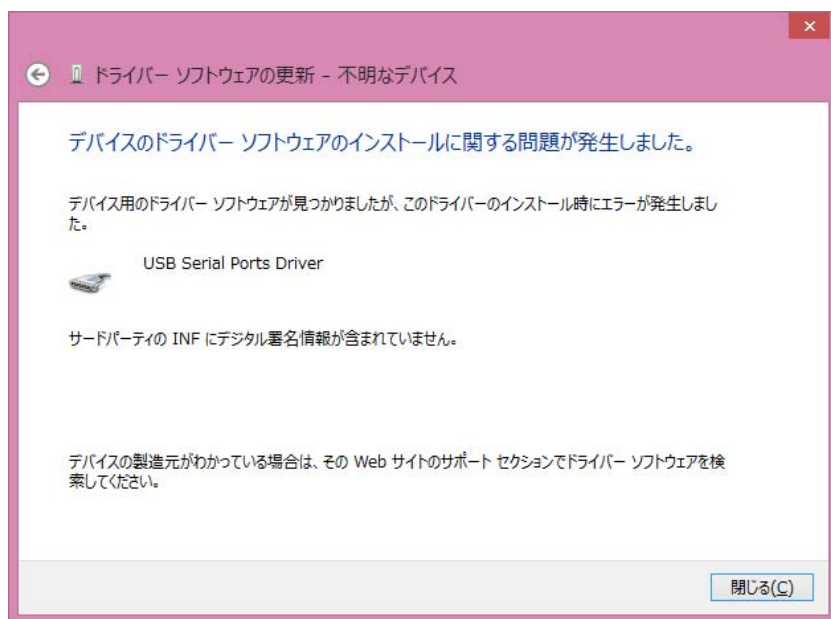 ドライバー ソフトウェアの更新 - 不明なデバイス
デバイスのドライバー ソフトウェアのインストールに関する問題が発生しました。
デバイス用のドライバー ソフトウェアが見つかりましたが、このドライバーのインストール時にエラーが発生しまし
た。
USB Serial Ports Driver
サードパーティの INF にデジタル署名情報が含まれていません。
デバイスの製造元がわかっている場合は、その Web サイトのサポート セクションでドライバー ソフトウェアを検
索してください。
閉じる(C)